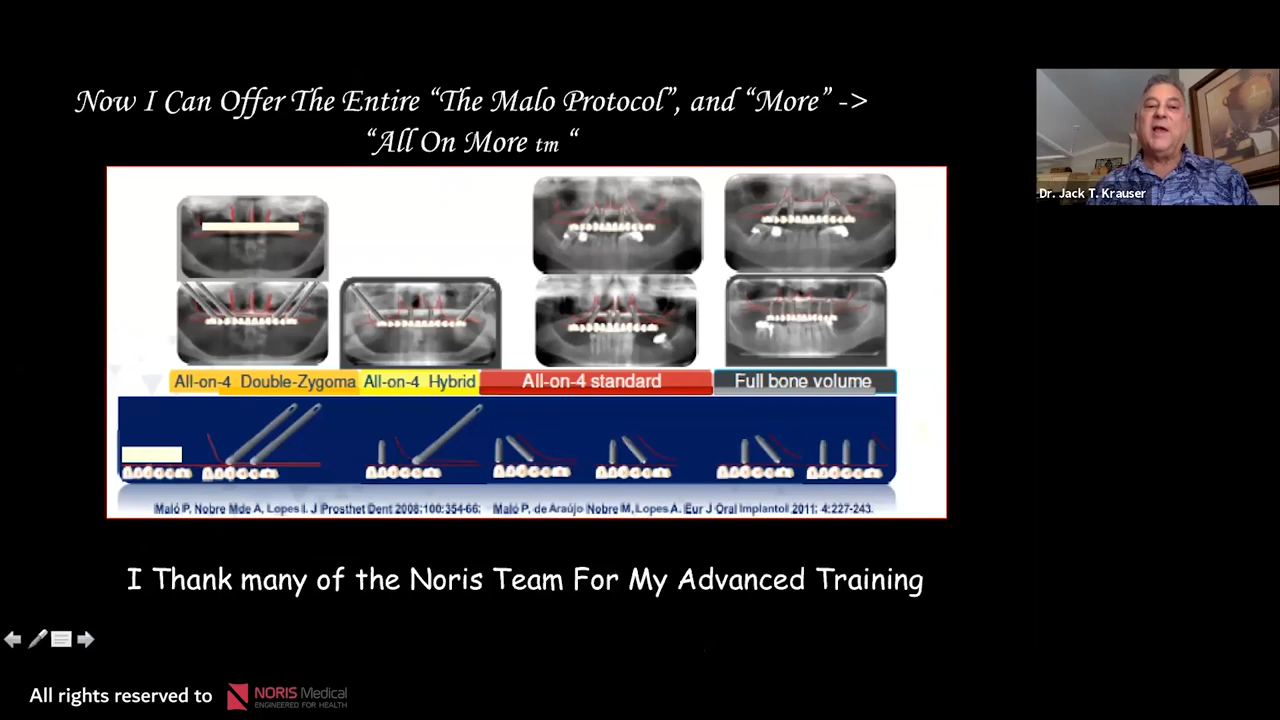 Now I Can Offer The Entire “The Malo Protocol”, and “More” ->
“All On More tm “
Dr. Jack T. Krauser
All-on-4 Double-Zygoma All-on-4 Hybrid All-on-4 standard Full bone volume
Maló P, Nobre Mde A, Lopes I. J Prosthet Dent 2008;100:354-66; Maló P, de Araújo Nobre M, Lopes A. Eur J Oral Implantol 2011; 4:227-243.
I Thank many of the Noris Team For My Advanced Training
All rights reserved to NORIS Medical
ENGINEERED FOR HEALTH